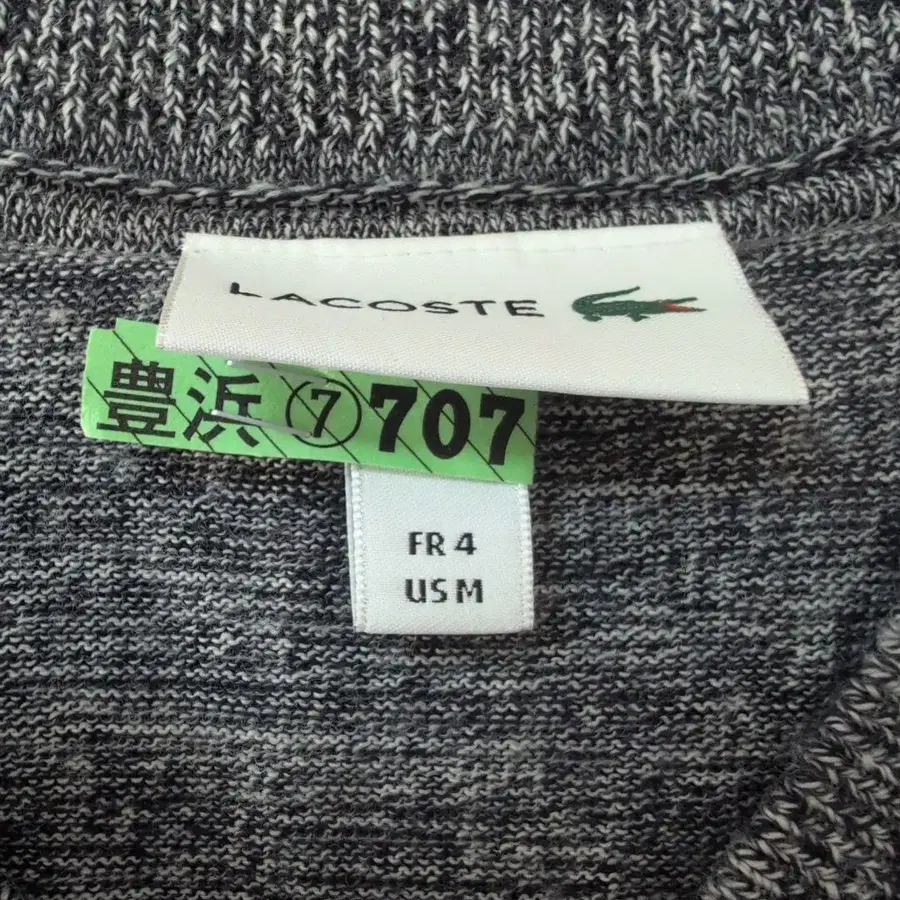 LACOSTE
豊浜⑦707
FR 4
US M